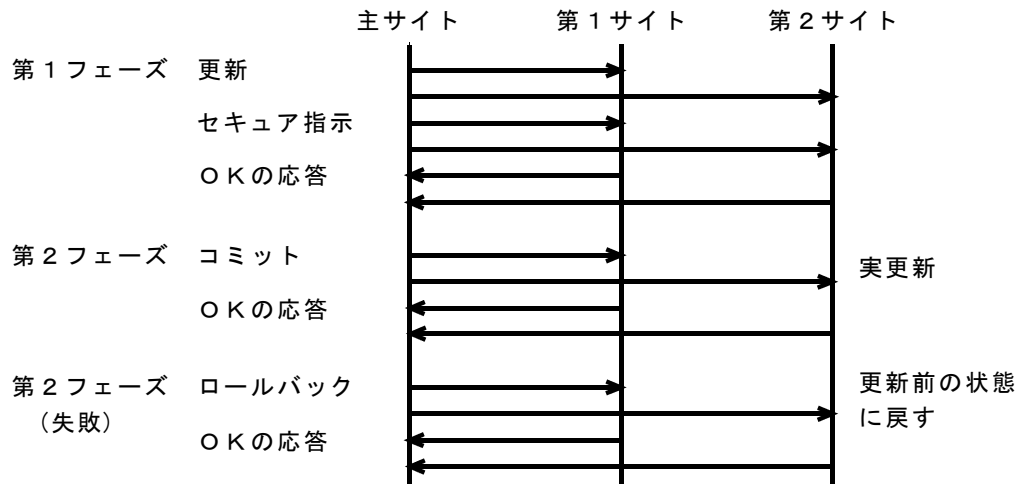 主サイト 第１サイト 第２サイト
第１フェーズ 更新
セキュア指示
ＯＫの応答
第２フェーズ コミット
実更新
ＯＫの応答
第２フェーズ ロールバック 更新前の状態
（失敗） に戻す
ＯＫの応答